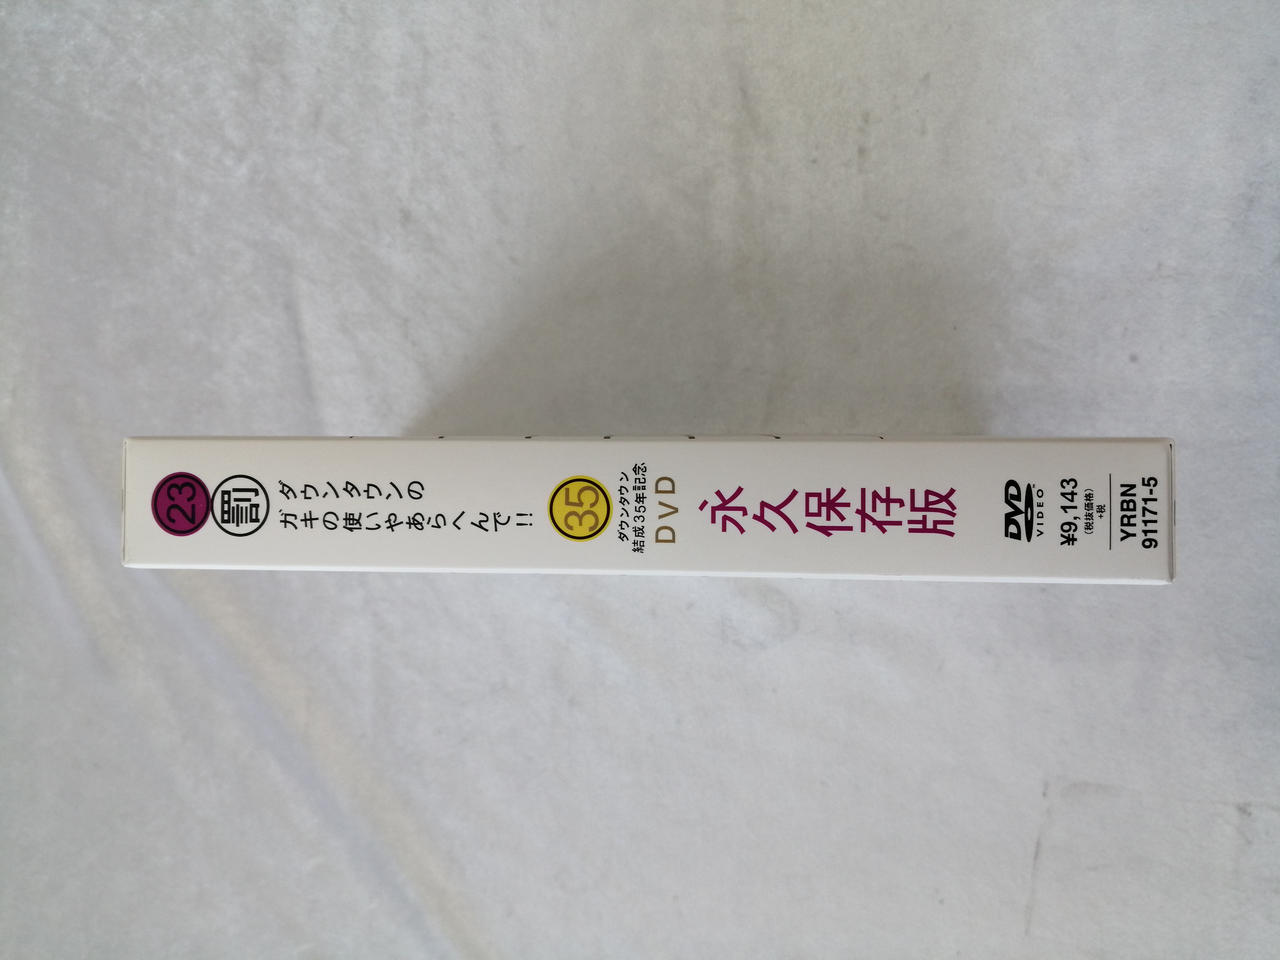 23
罰
ダウンタウンの
ガキの使いやあらへんで!!
35
ダウンタウン
結成35年記念
DVD
永久保存版
DVD
VIDEO
¥9,143
(税抜価格)
+税
YRBN
91171-5